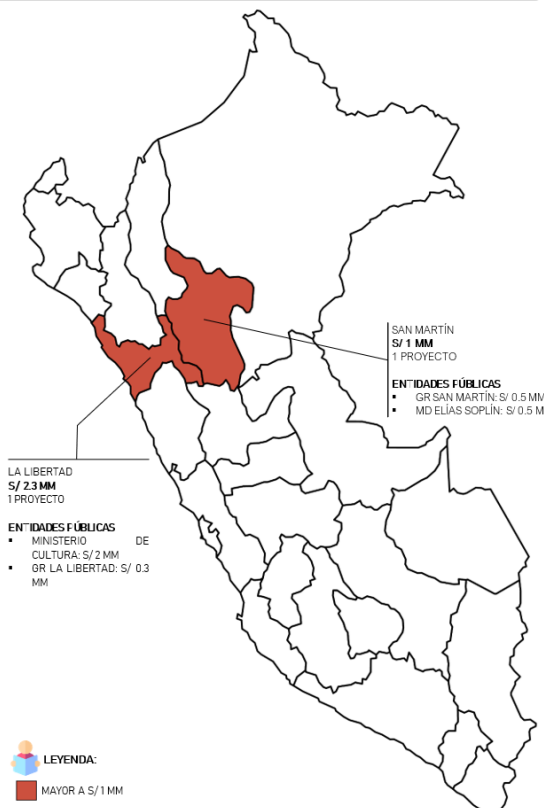 SAN MARTÍN
S/ 1 MM
1 PROYECTO
ENTIDADES PÚBLICAS
▪ GR SAN MARTÍN: S/ 0.5 MM
▪ MD ELÍAS SOPLÍN: S/ 0.5 M
LA LIBERTAD
S/ 2.3 MM
1 PROYECTO
ENTIDADES PÚBLICAS
▪ MINISTERIO DE
CULTURA: S/ 2 MM
▪ GR LA LIBERTAD: S/ 0.3
MM
LEYENDA:
MAYOR A S/ 1 MM